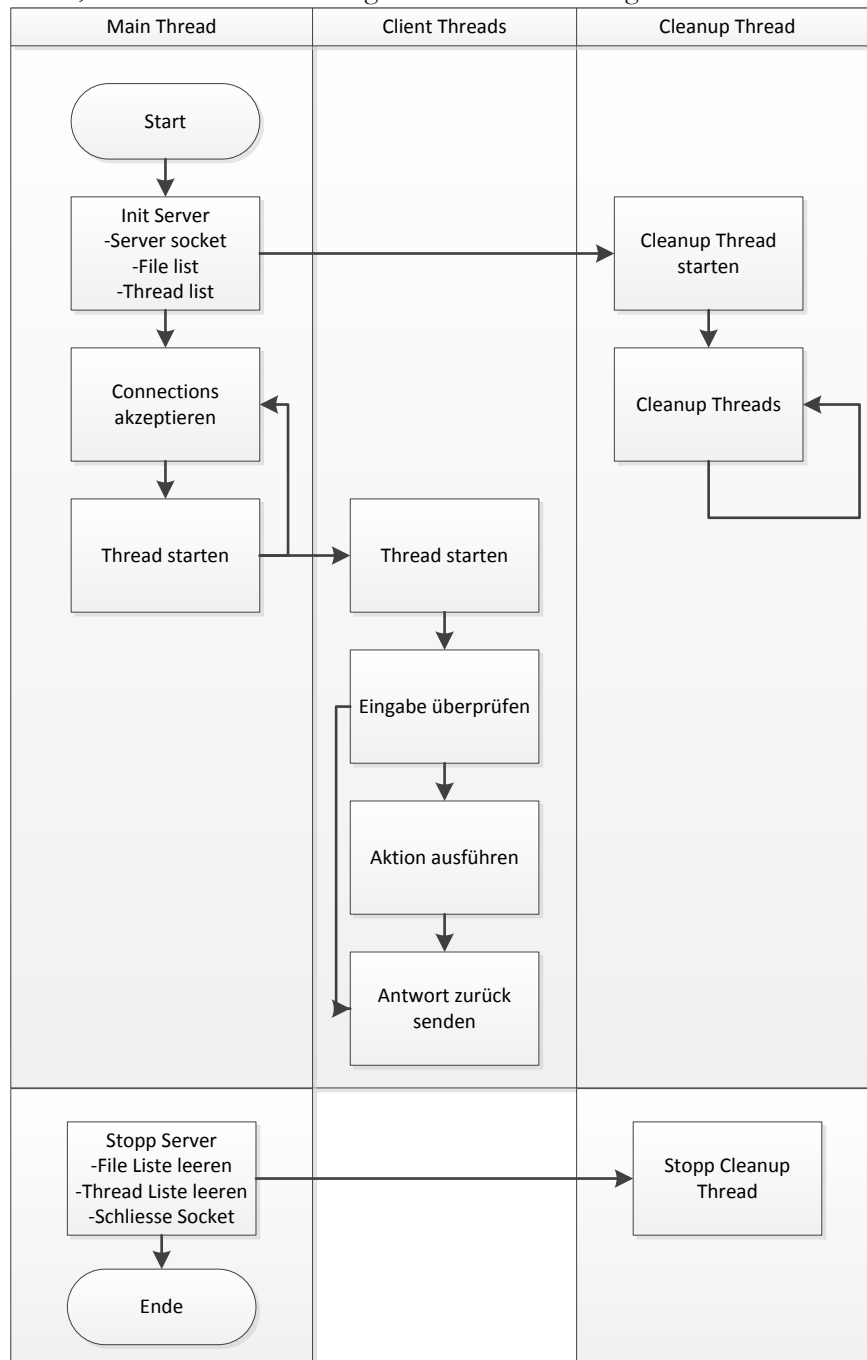 Main Thread
Client Threads
Cleanup Thread
Start
Init Server
-Server socket
-File list
-Thread list
Cleanup Thread
starten
Connections
akzeptieren
Cleanup Threads
Thread starten
Thread starten
Eingabe überprüfen
Aktion ausführen
Antwort zurück
senden
Stopp Server
-File Liste leeren
-Thread Liste leeren
-Schliesse Socket
Stopp Cleanup
Thread
Ende